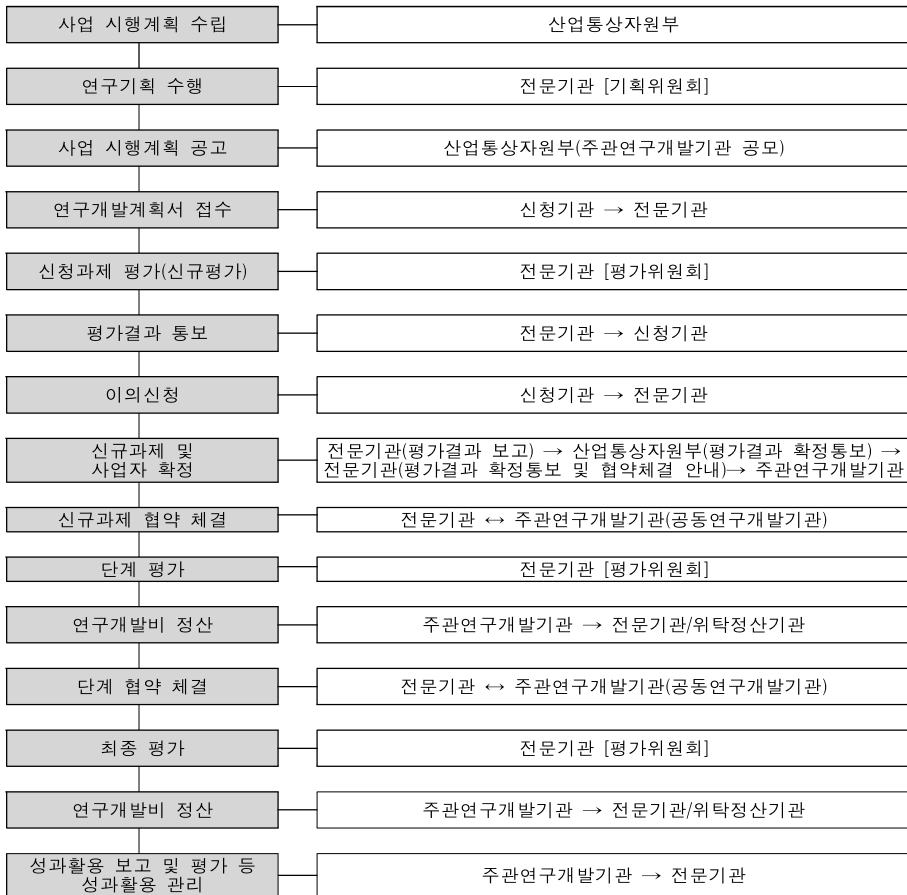 사업 시행계획 수립
산업통상자원부
연구기획 수행
전문기관 [기획위원회]
사업 시행계획 공고
산업통상자원부(주관연구개발기관 공모)
연구개발계획서 접수
신청기관 → 전문기관
신청과제 평가(신규평가)
전문기관 [평가위원회]
평가결과 통보
전문기관 → 신청기관
이의신청
신청기관 → 전문기관
신규과제 및
사업자 확정
전문기관(평가결과 보고) → 산업통상자원부(평가결과 확정통보) →
전문기관(평가결과 확정통보 및 협약체결 안내)→ 주관연구개발기관
신규과제 협약 체결
전문기관 ↔ 주관연구개발기관(공동연구개발기관)
단계 평가
전문기관 [평가위원회]
연구개발비 정산
주관연구개발기관 → 전문기관/위탁정산기관
단계 협약 체결
전문기관 ↔ 주관연구개발기관(공동연구개발기관)
최종 평가
전문기관 [평가위원회]
연구개발비 정산
주관연구개발기관 → 전문기관/위탁정산기관
성과활용 보고 및 평가 등
성과활용 관리
주관연구개발기관 → 전문기관